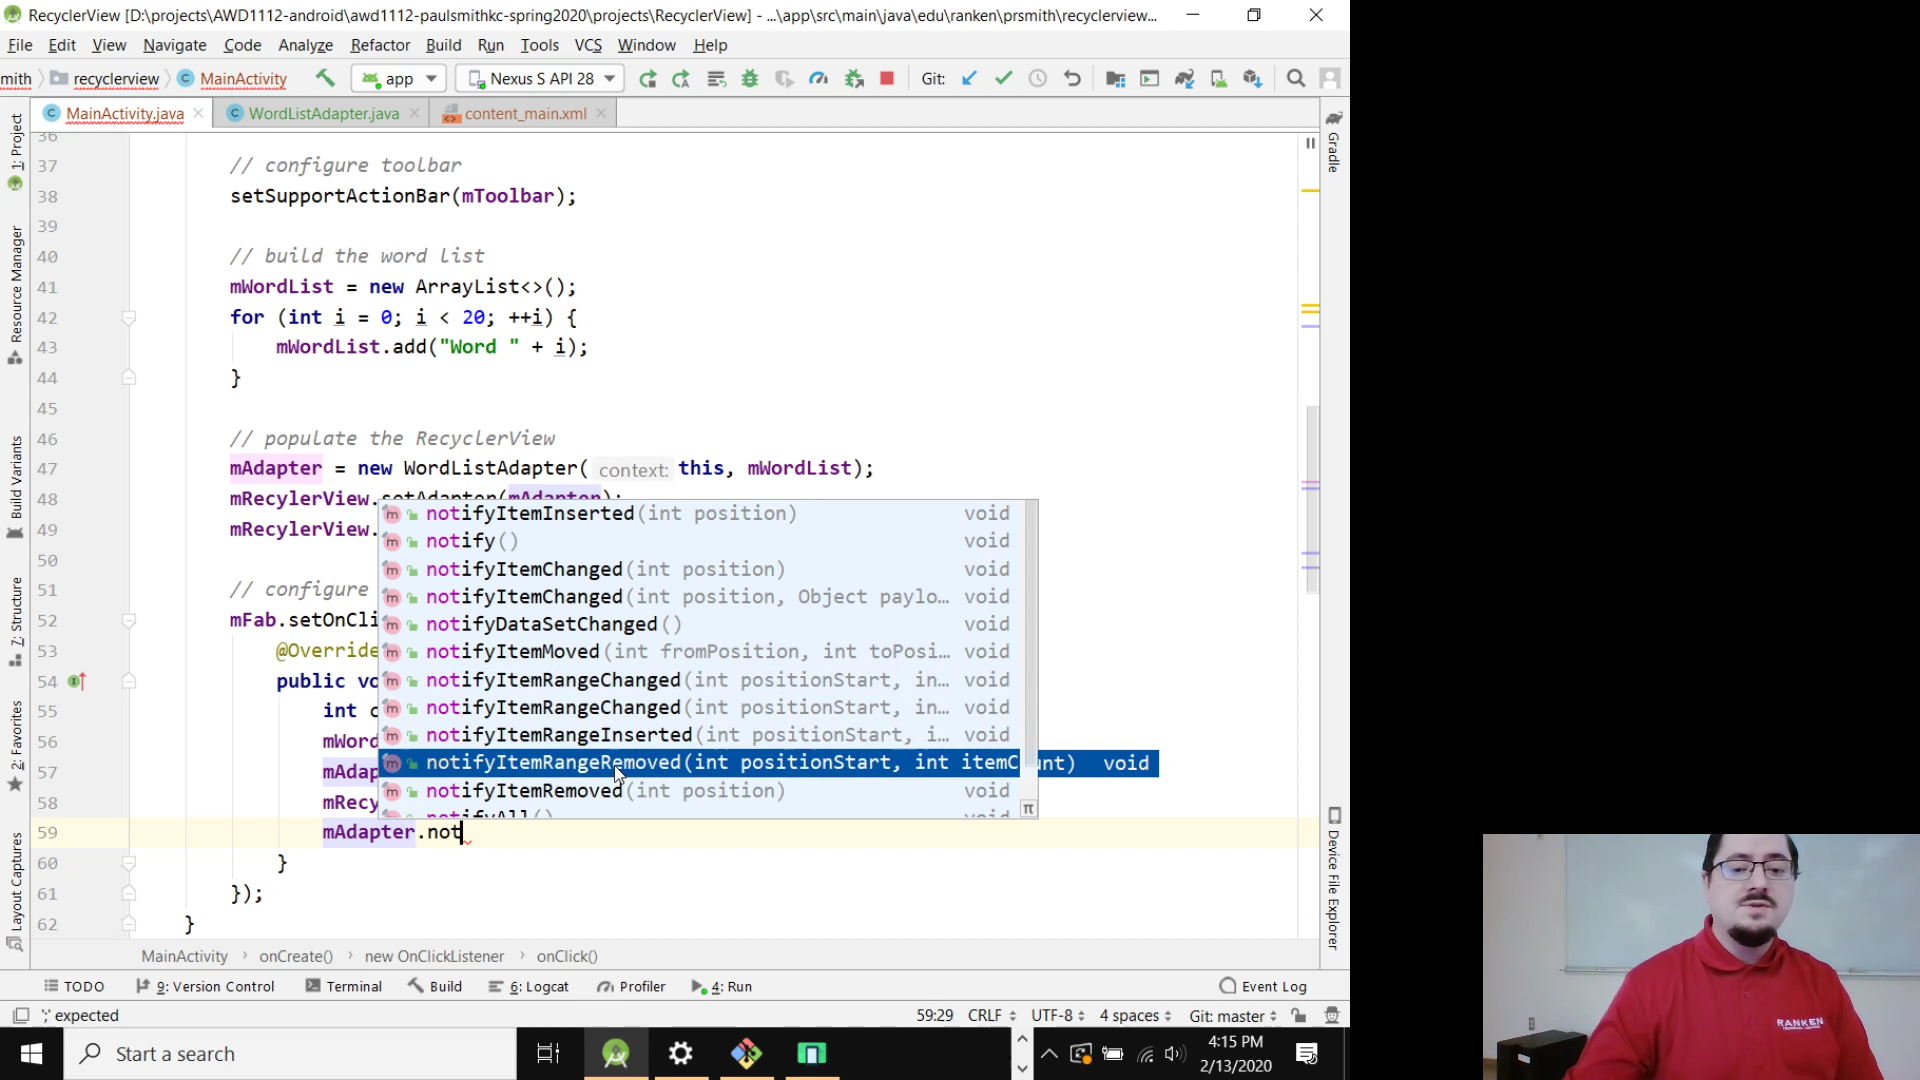 RecyclerView [D:\projects\AWD1112-android\awd1112-paulsmithkc-spring2020\projects\RecyclerView] - ...\app\src\main\java\edu\ranken\prsmith\recyclerview...
File Edit View Navigate Code Analyze Refactor Build Run Tools VCS Window Help
mith recyclerview MainActivity app Nexus S API 28 Git:
MainActivity.java WordListAdapter.java content_main.xml
36
37 // configure toolbar
38 setSupportActionBar(mToolbar);
39
40 // build the word list
41 mWordList = new ArrayList<>();
42 for (int i = 0; i < 20; ++i) {
43 mWordList.add("Word " + i);
44 }
45
46 // populate the RecyclerView
47 mAdapter = new WordListAdapter( context: this, mWordList);
48 mRecylerView.setAdapter(mAdapter);
49 mRecylerView.
50
51 // configure
52 mFab.setOnCli
53 @Override
54 public vo
55 int c
56 mWord
57 mAdap
58 mRecy
59 mAdapter.not
60 }
61 });
62 }
notifyItemInserted(int position) void
notify() void
notifyItemChanged(int position) void
notifyItemChanged(int position, Object paylo... void
notifyDataSetChanged() void
notifyItemMoved(int fromPosition, int toPosi... void
notifyItemRangeChanged(int positionStart, in... void
notifyItemRangeChanged(int positionStart, in... void
notifyItemRangeInserted(int positionStart, i... void
notifyItemRangeRemoved(int positionStart, int itemCount) void
notifyItemRemoved(int position) void
notifyAll() void
π
1: Project
Resource Manager
Build Variants
7: Structure
2: Favorites
Layout Captures
Gradle
Device File Explorer
MainActivity › onCreate() › new OnClickListener › onClick()
TODO 9: Version Control Terminal Build 6: Logcat Profiler 4: Run Event Log
';' expected 59:29 CRLF UTF-8 4 spaces Git: master
Start a search
4:15 PM
2/13/2020
RANKEN